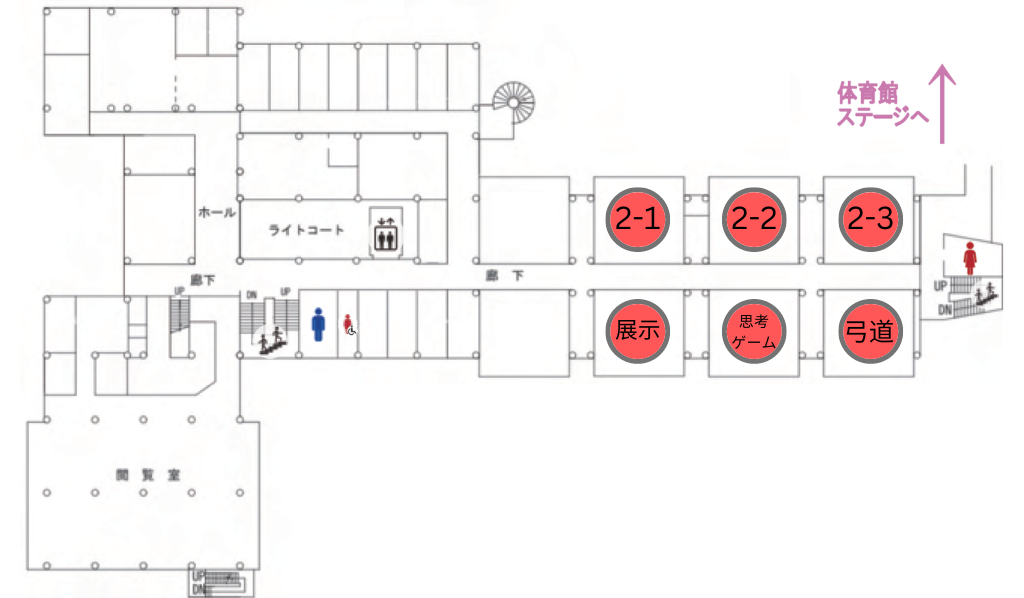 体育館
ステージへ
2-1
2-2
2-3
ホール
ライトコート
廊下
廊 下
UP
DN
UP
UP
DN
展示
思考
ゲーム
弓道
閲 覧 室
UP
DN